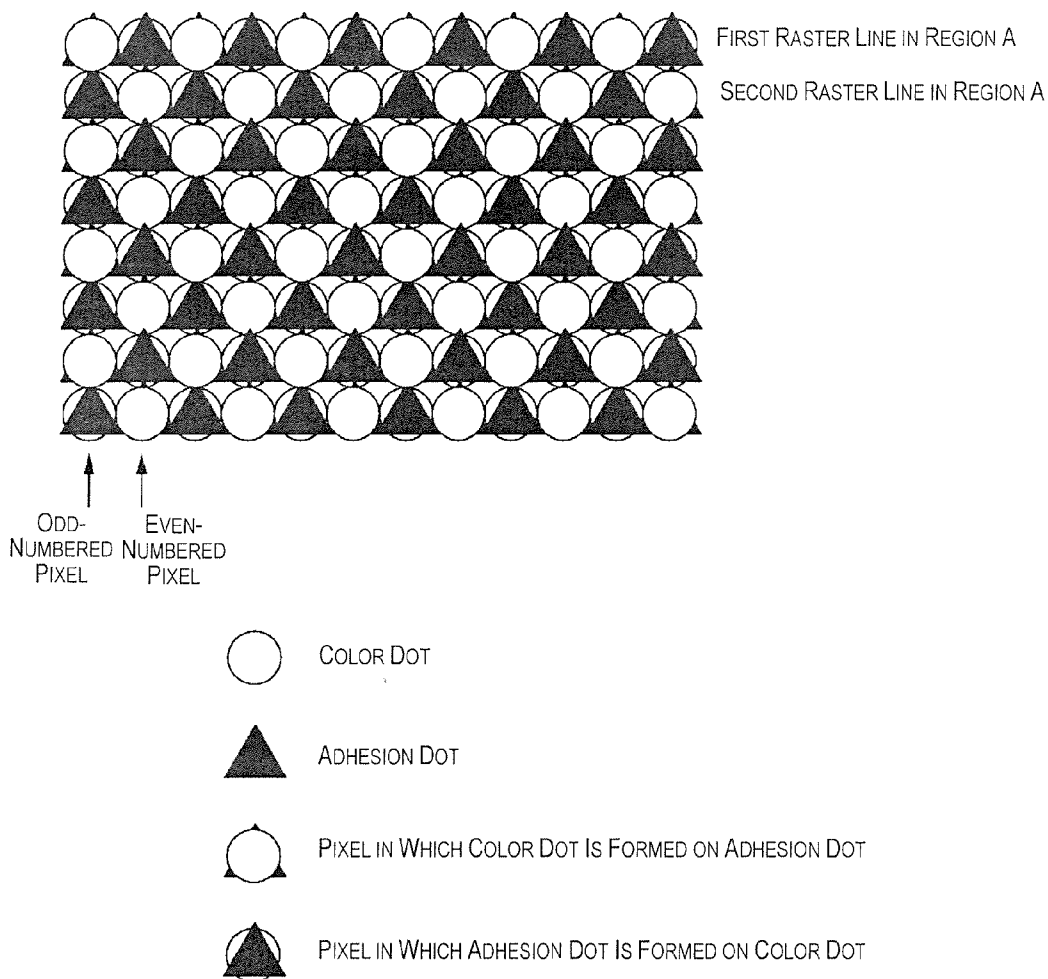 FIRST RASTER LINE IN REGION A
SECOND RASTER LINE IN REGION A
ODD-
NUMBERED
PIXEL
EVEN-
NUMBERED
PIXEL
COLOR DOT
ADHESION DOT
PIXEL IN WHICH COLOR DOT IS FORMED ON ADHESION DOT
PIXEL IN WHICH ADHESION DOT IS FORMED ON COLOR DOT